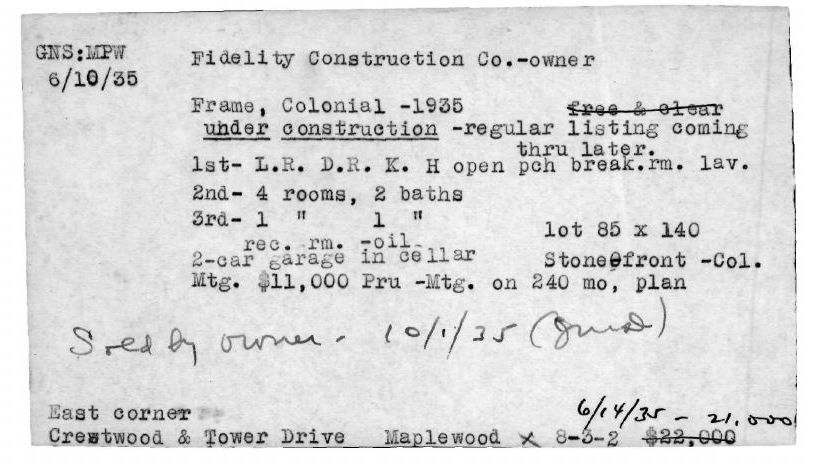 GNS:MPW
6/10/35
Fidelity Construction Co.-owner
Frame, Colonial -1935 free & clear
under construction -regular listing coming
thru later.
1st- L.R. D.R. K. H open pch break.rm. lav.
2nd- 4 rooms, 2 baths
3rd- 1 " 1 "
lot 85 x 140
rec. rm. -oil
2-car garage in cellar Stone front -Col.
Mtg. $11,000 Pru -Mtg. on 240 mo, plan
Sold by owner - 10/1/35
East corner 6/14/35 - 21,000
Crestwood & Tower Drive Maplewood x 8-3-2 $22,000